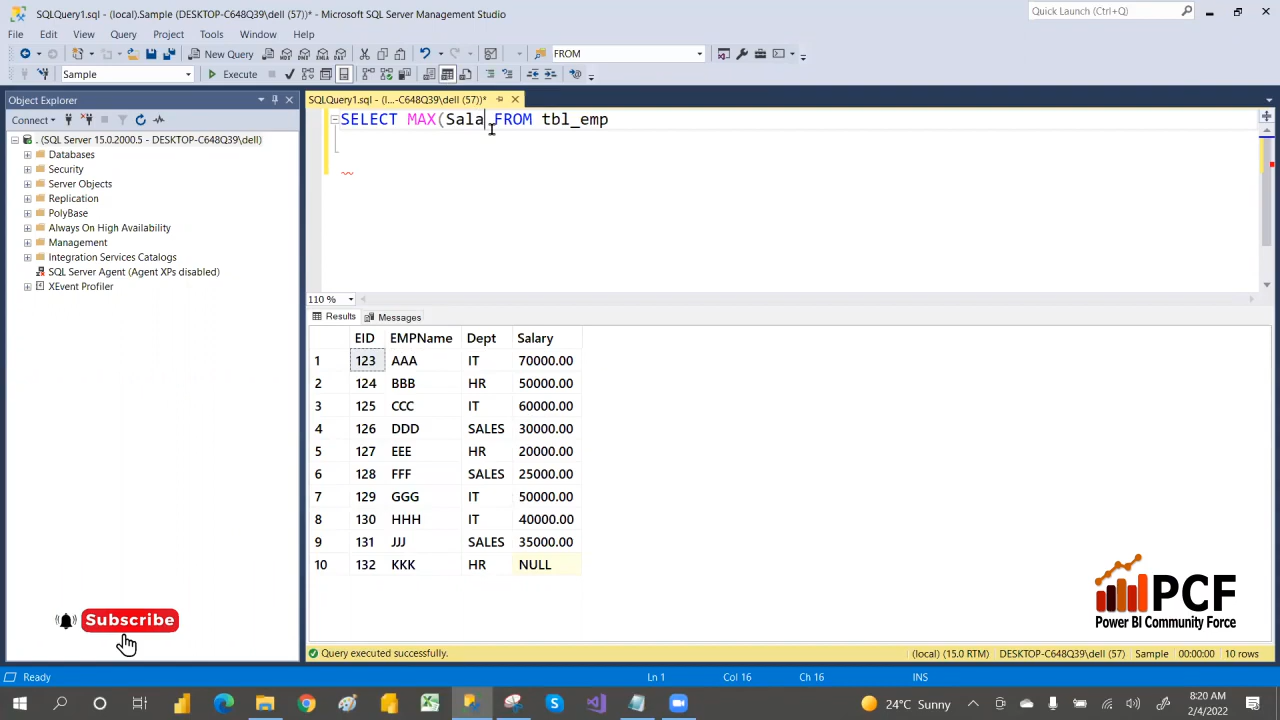 SQLQuery1.sql - (local).Sample (DESKTOP-C648Q39\dell (57))* - Microsoft SQL Server Management Studio
Quick Launch (Ctrl+Q)
File Edit View Query Project Tools Window Help
New Query
MDX DMX XMLA DAX
FROM
Sample
Execute
Object Explorer
SQLQuery1.sql - (l...-C648Q39\dell (57))*
Connect
SELECT MAX(Sala FROM tbl_emp
. (SQL Server 15.0.2000.5 - DESKTOP-C648Q39\dell)
Databases
Security
Server Objects
Replication
PolyBase
Always On High Availability
Management
Integration Services Catalogs
SQL Server Agent (Agent XPs disabled)
XEvent Profiler
110 %
Results Messages
EID EMPName Dept Salary
1 123 AAA IT 70000.00
2 124 BBB HR 50000.00
3 125 CCC IT 60000.00
4 126 DDD SALES 30000.00
5 127 EEE HR 20000.00
6 128 FFF SALES 25000.00
7 129 GGG IT 50000.00
8 130 HHH IT 40000.00
9 131 JJJ SALES 35000.00
10 132 KKK HR NULL
Subscribe
PCF
Power BI Community Force
Query executed successfully.
(local) (15.0 RTM) DESKTOP-C648Q39\dell (57) Sample 00:00:00 10 rows
Ready
Ln 1 Col 16 Ch 16 INS
24°C Sunny
8:20 AM
2/4/2022